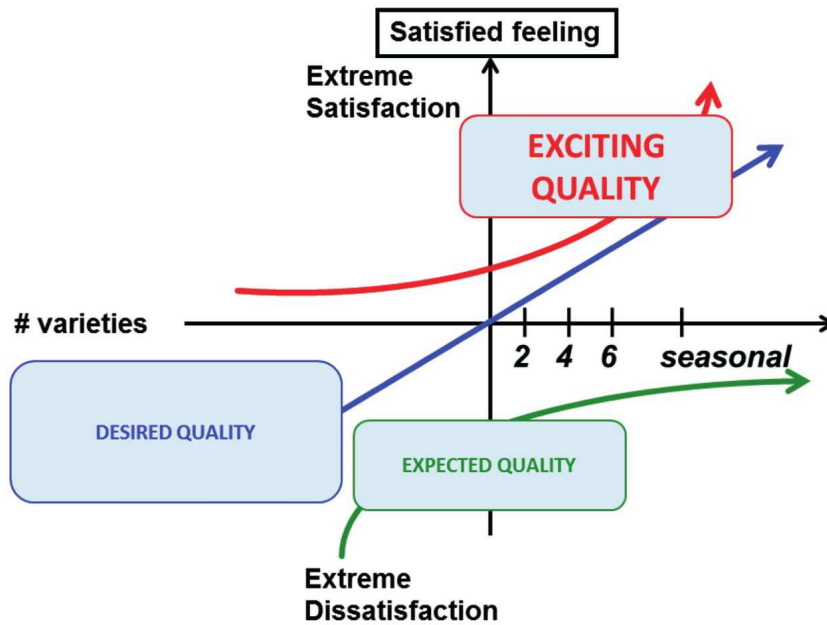 Satisfied feeling
Extreme
Satisfaction
EXCITING
QUALITY
# varieties
2 4 6 seasonal
DESIRED QUALITY
EXPECTED QUALITY
Extreme
Dissatisfaction